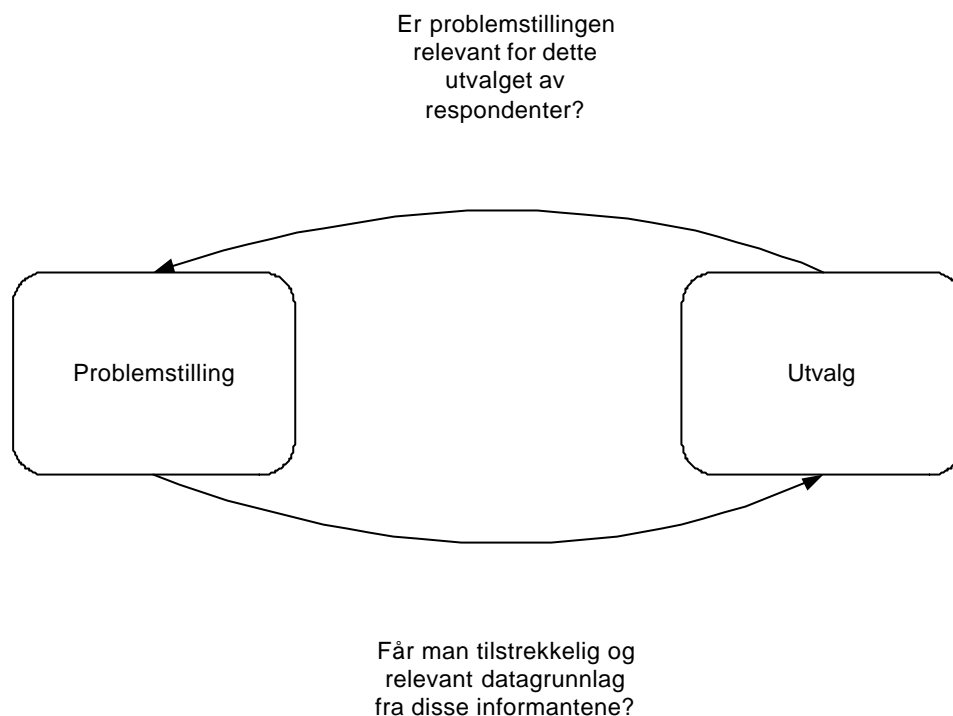 Er problemstillingen
relevant for dette
utvalget av
respondenter?
Problemstilling
Utvalg
Får man tilstrekkelig og
relevant datagrunnlag
fra disse informantene?